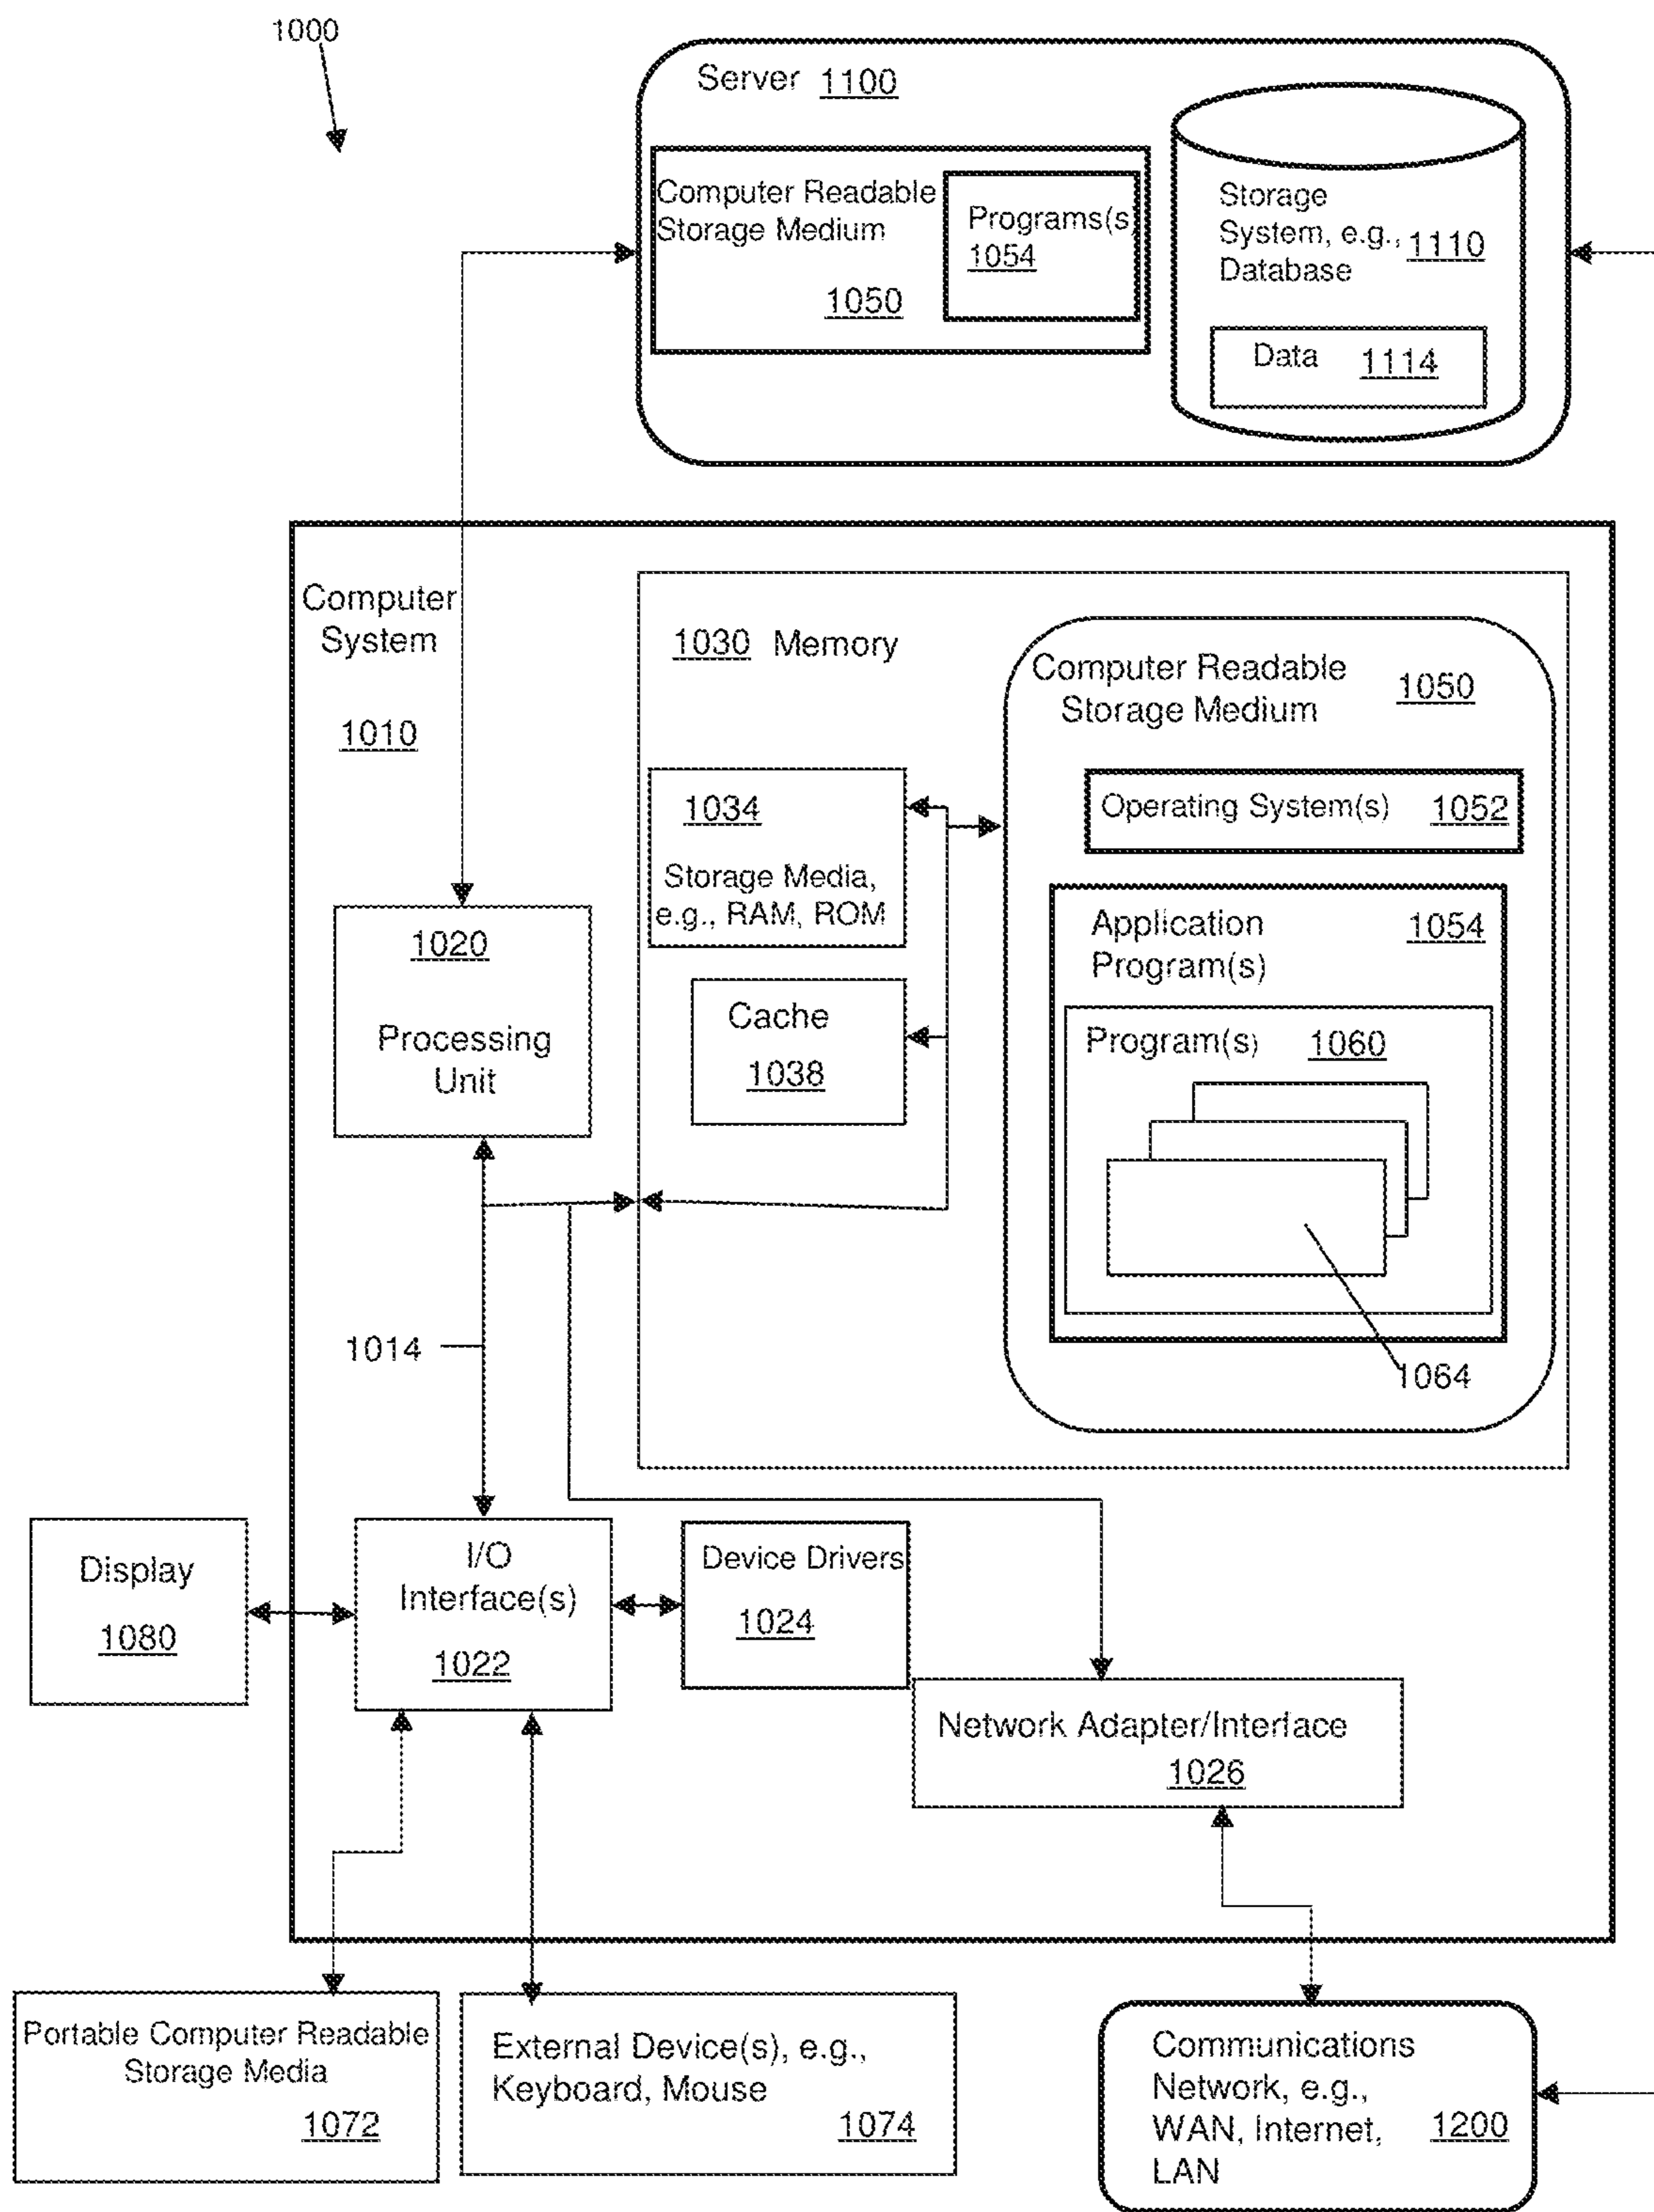 1000
Server 1100
Computer Readable
Storage Medium
1050
Programs(s)
1054
Storage
System, e.g., 1110
Database
Data 1114
Computer
System
1010
1030 Memory
Computer Readable
Storage Medium
1050
1034
Storage Media,
e.g., RAM, ROM
Operating System(s) 1052
1020
Processing
Unit
Application
Program(s)
1054
Cache
1038
Program(s) 1060
1014
1064
Display
1080
I/O
Interface(s)
1022
Device Drivers
1024
Network Adapter/Interface
1026
Portable Computer Readable
Storage Media
1072
External Device(s), e.g.,
Keyboard, Mouse
1074
Communications
Network, e.g.,
WAN, Internet,
LAN
1200